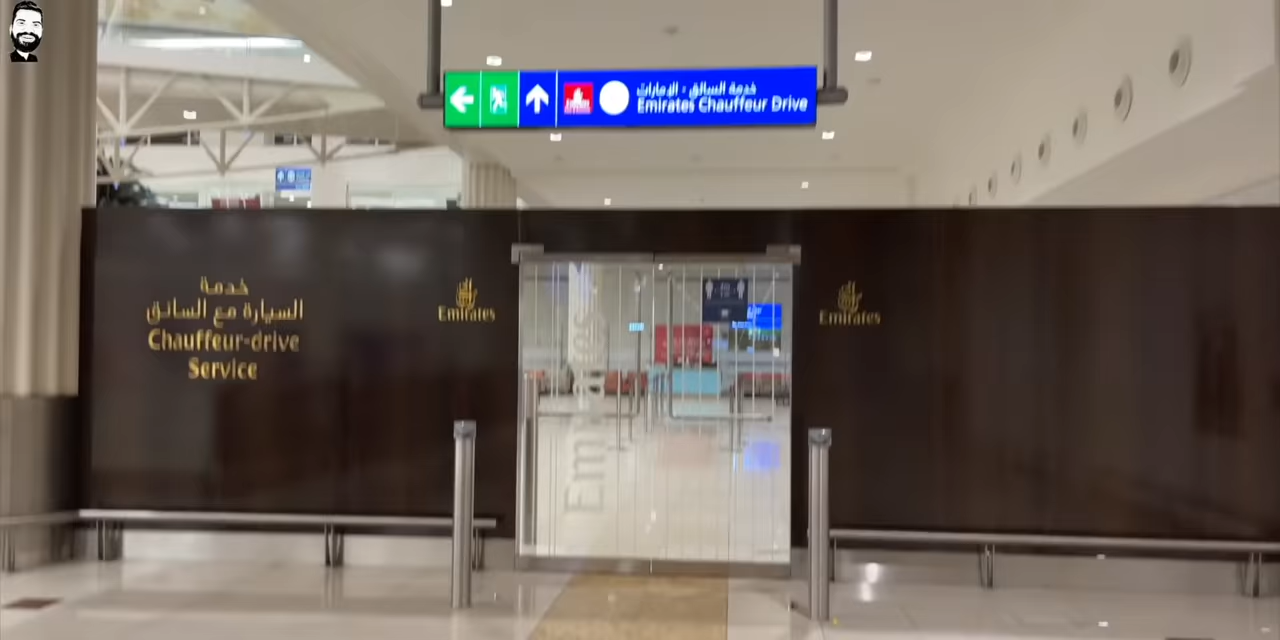 خدمة السائق - الإمارات
Emirates Chauffeur Drive
خدمة
السيارة مع السائق
Chauffeur-drive
Service
Emirates
Emirates
Emirates